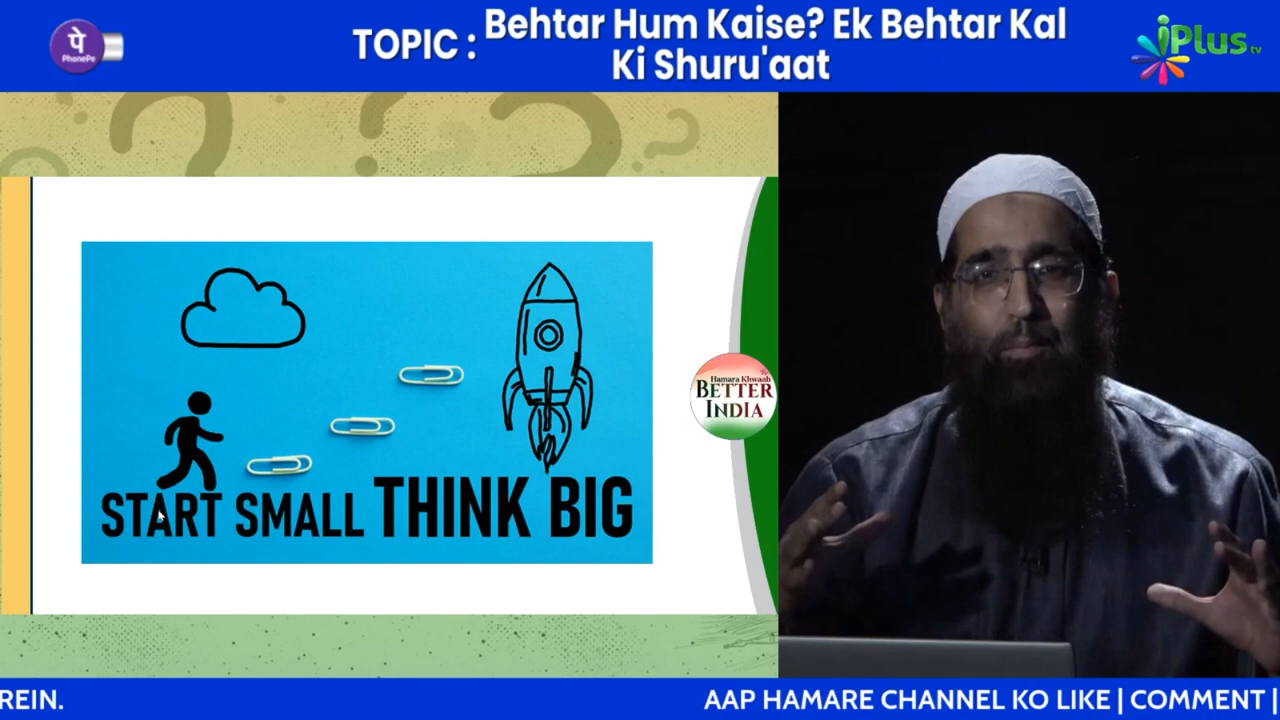 पे
PhonePe
TOPIC : Behtar Hum Kaise? Ek Behtar Kal
Ki Shuru'aat
iPlus tv
START SMALL THINK BIG
Hamara Khwaab
BETTER
INDIA
REIN.
AAP HAMARE CHANNEL KO LIKE | COMMENT |